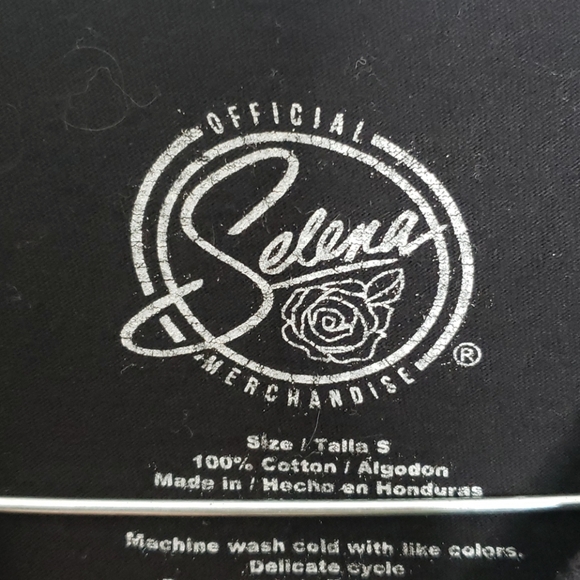 OFFICIAL
Selena
MERCHANDISE ®
Size / Talla S
100% Cotton / Algodon
Made in / Hecho en Honduras
Machine wash cold with like colors.
Delicate cycle